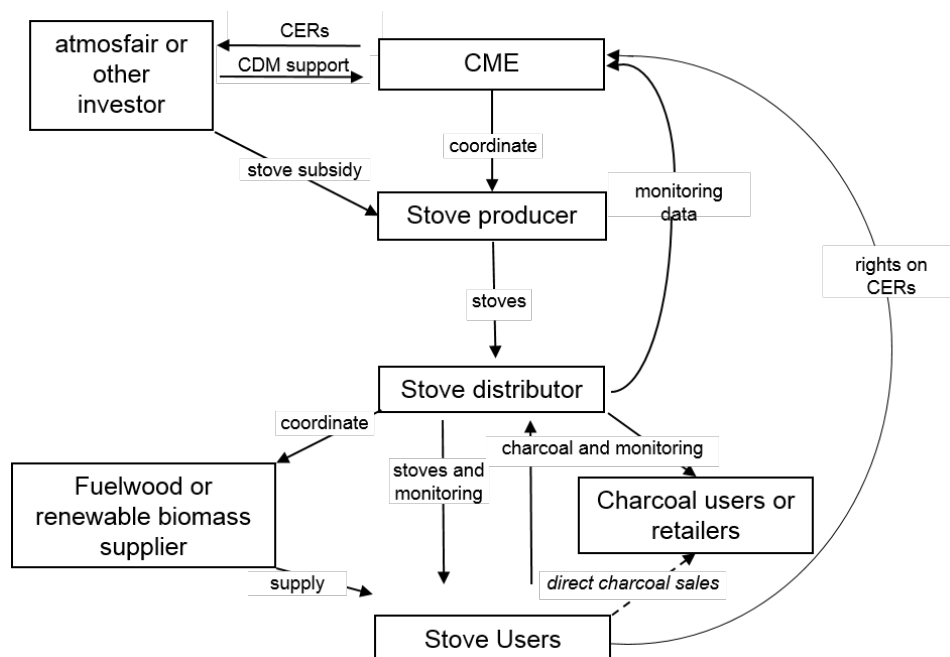 CERs
atmosfair or
other
investor
CDM support
CME
coordinate
stove subsidy
Stove producer
monitoring
data
rights on
CERs
stoves
Stove distributor
coordinate
charcoal and monitoring
stoves and
monitoring
Fuelwood or
renewable biomass
supplier
Charcoal users or
retailers
supply
direct charcoal sales
Stove Users